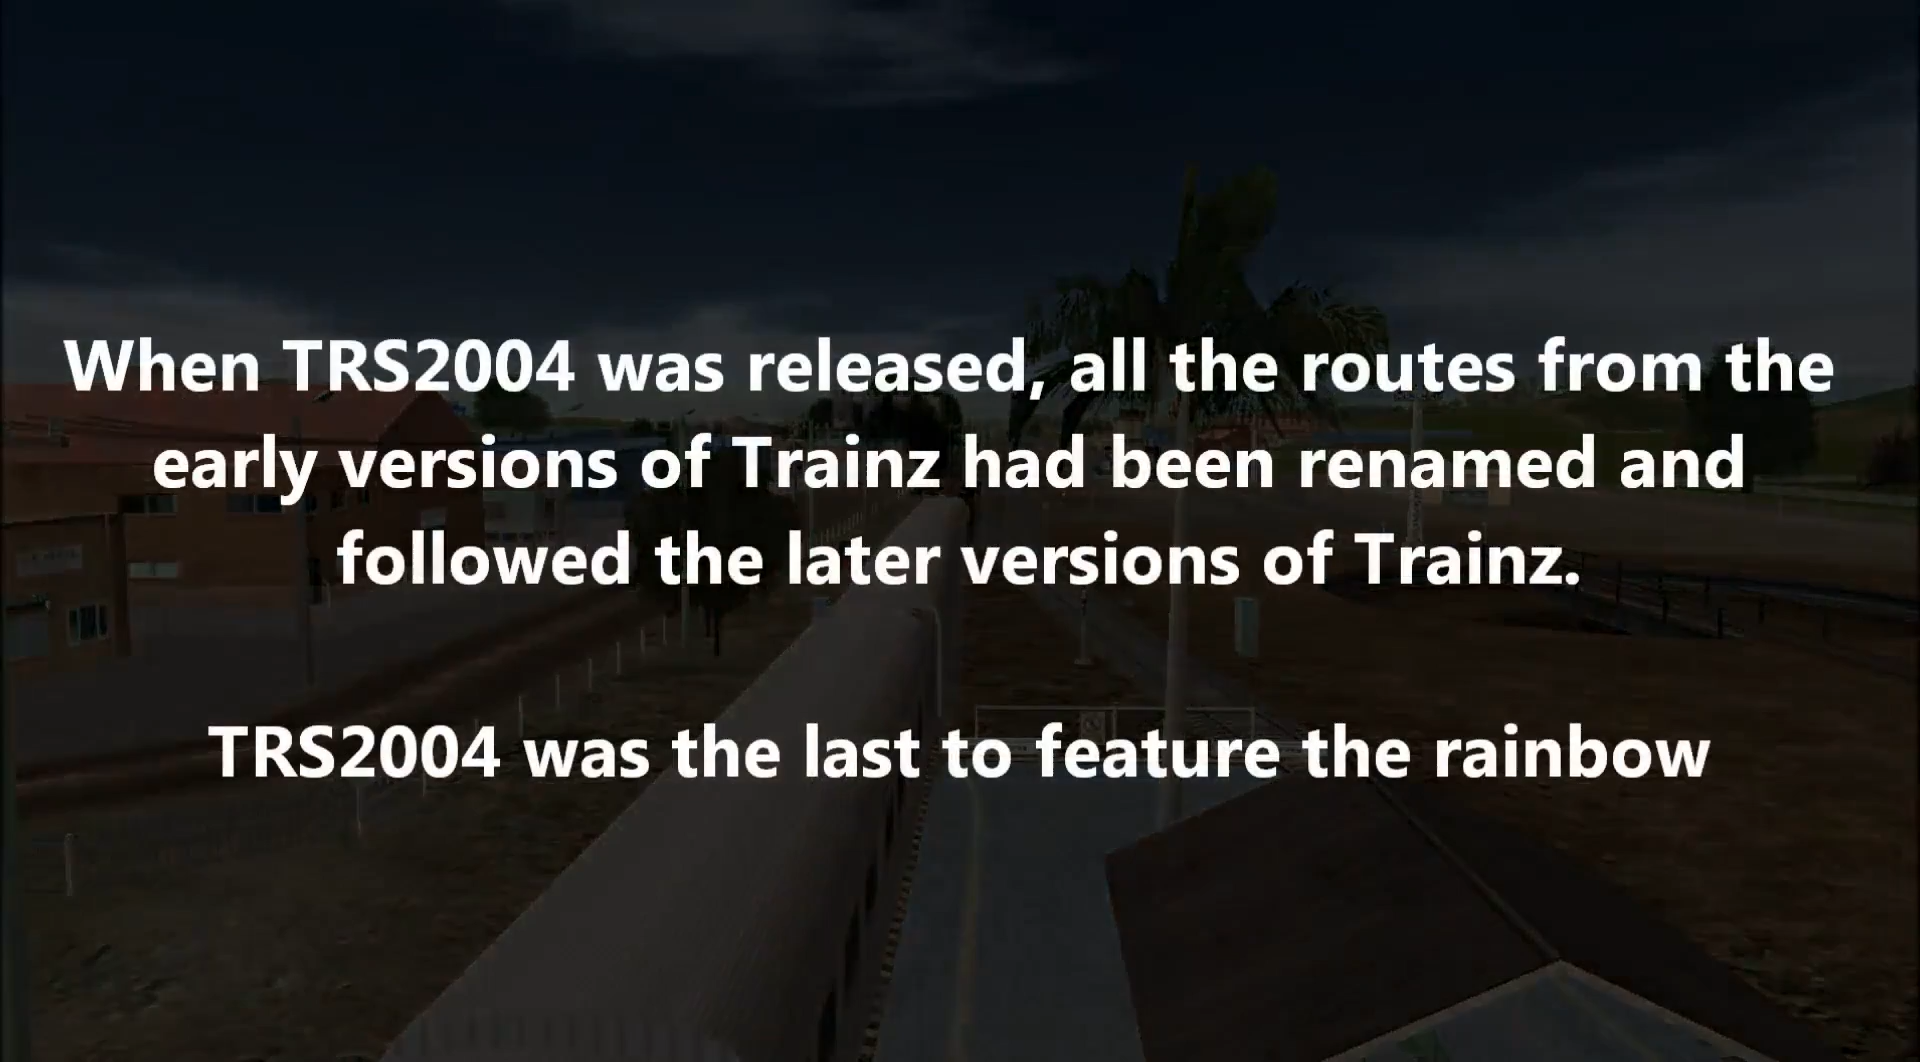 When TRS2004 was released, all the routes from the
early versions of Trainz had been renamed and
followed the later versions of Trainz.
TRS2004 was the last to feature the rainbow